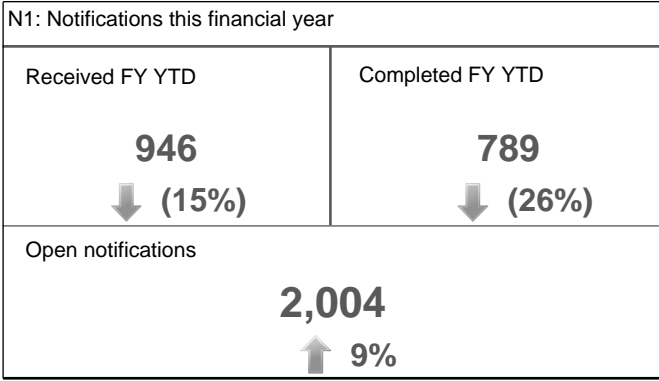 N1: Notifications this financial year
Received FY YTD
946
(15%)
Completed FY YTD
789
(26%)
Open notifications
2,004
9%